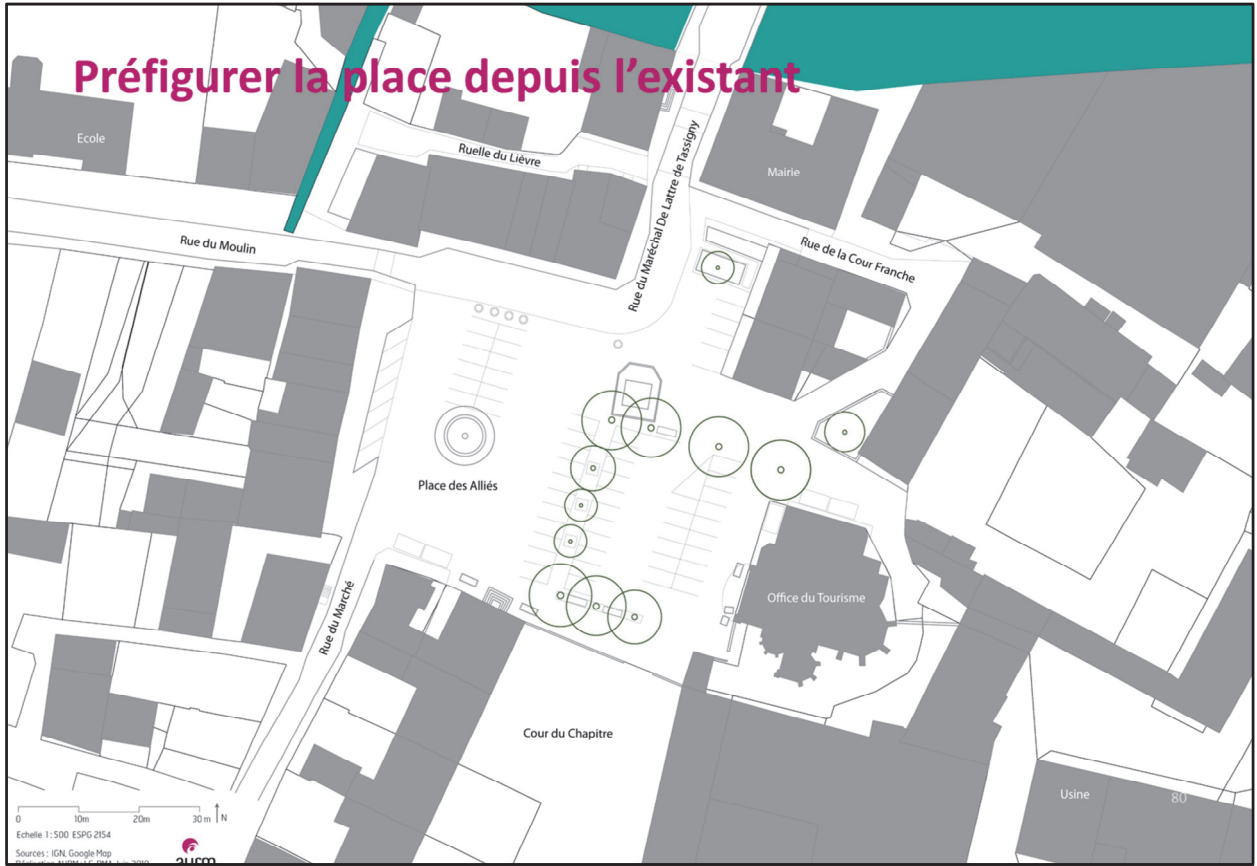 Préfigurer la place depuis l’existant
Ecole
Ruelle du Lièvre
Rue du Maréchal De Lattre de Tassigny
Mairie
Rue du Moulin
Rue de la Cour Franche
Place des Alliés
Rue du Marché
Office du Tourisme
Cour du Chapitre
Usine
80
0 10m 20m 30 m N
Echelle 1: 500 ESPG 2154
Sources : IGN, Google Map